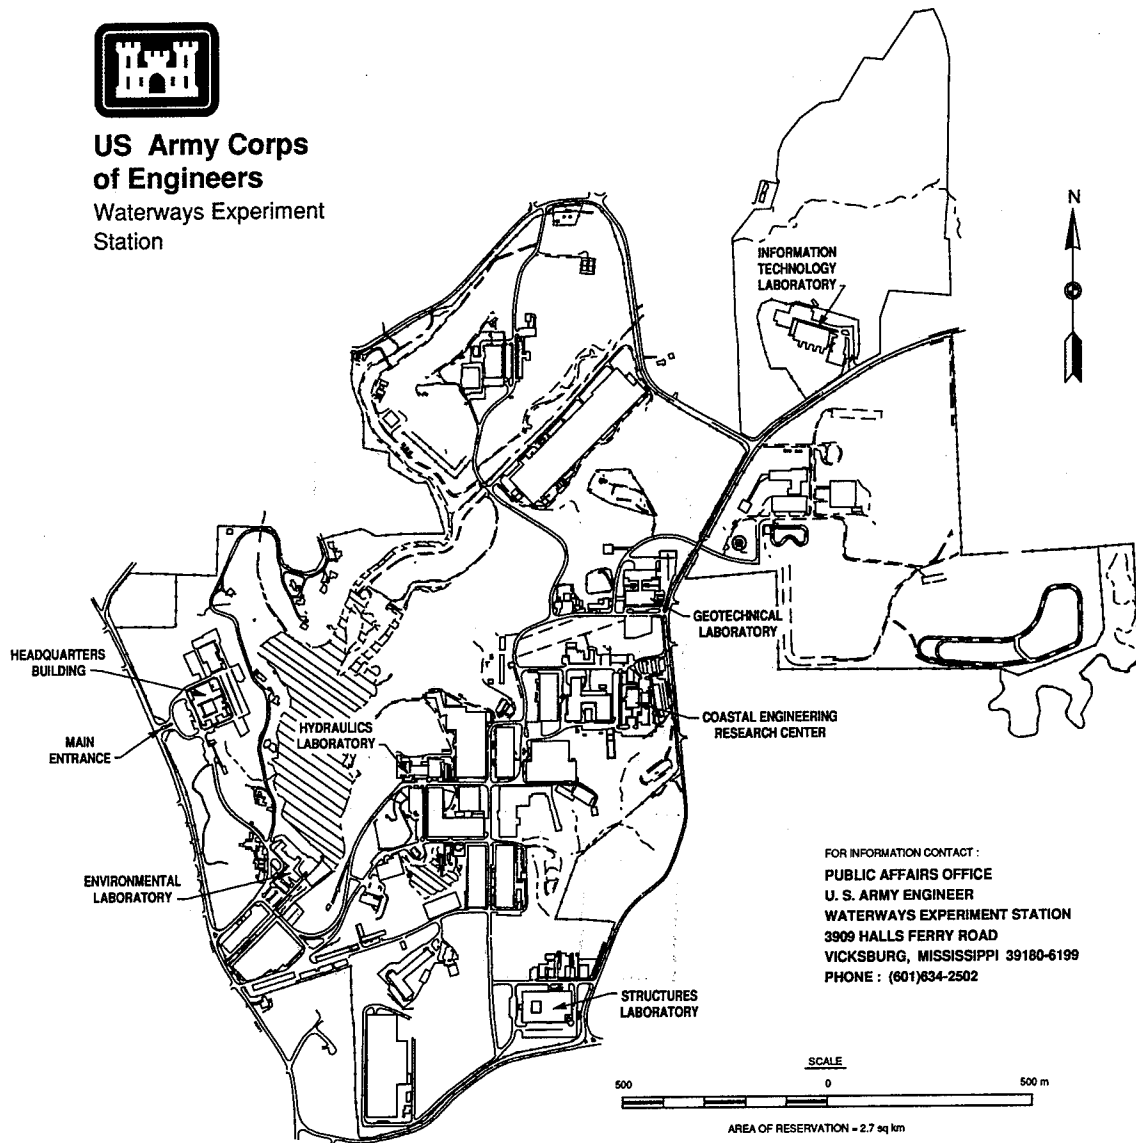 US Army Corps
of Engineers
Waterways Experiment
Station
N
INFORMATION
TECHNOLOGY
LABORATORY
GEOTECHNICAL
LABORATORY
HEADQUARTERS
BUILDING
MAIN
ENTRANCE
HYDRAULICS
LABORATORY
COASTAL ENGINEERING
RESEARCH CENTER
ENVIRONMENTAL
LABORATORY
STRUCTURES
LABORATORY
FOR INFORMATION CONTACT :
PUBLIC AFFAIRS OFFICE
U. S. ARMY ENGINEER
WATERWAYS EXPERIMENT STATION
3909 HALLS FERRY ROAD
VICKSBURG, MISSISSIPPI 39180-6199
PHONE : (601)634-2502
SCALE
500 0 500 m
AREA OF RESERVATION = 2.7 sq km